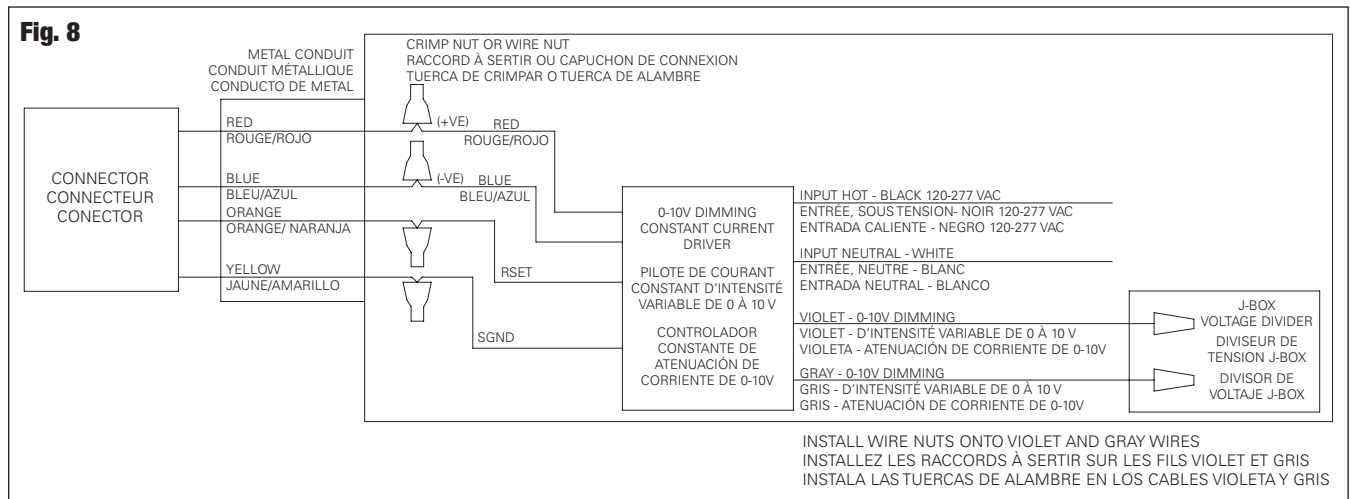 Fig. 8
METAL CONDUIT
CONDUIT MÉTALLIQUE
CONDUCTO DE METAL
CRIMP NUT OR WIRE NUT
RACCORD À SERTIR OU CAPUCHON DE CONNEXION
TUERCA DE CRIMPAR O TUERCA DE ALAMBRE
CONNECTOR
CONNECTEUR
CONECTOR
RED
ROUGE/ROJO
(+VE) RED
ROUGE/ROJO
BLUE
BLEU/AZUL
(-VE) BLUE
BLEU/AZUL
ORANGE
ORANGE/ NARANJA
RSET
YELLOW
JAUNE/AMARILLO
SGND
0-10V DIMMING
CONSTANT CURRENT
DRIVER
PILOTE DE COURANT
CONSTANT D'INTENSITÉ
VARIABLE DE 0 À 10 V
CONTROLADOR
CONSTANTE DE
ATENUACIÓN DE
CORRIENTE DE 0-10V
INPUT HOT - BLACK 120-277 VAC
ENTRÉE, SOUS TENSION- NOIR 120-277 VAC
ENTRADA CALIENTE - NEGRO 120-277 VAC
INPUT NEUTRAL - WHITE
ENTRÉE, NEUTRE - BLANC
ENTRADA NEUTRAL - BLANCO
VIOLET - 0-10V DIMMING
VIOLET - D'INTENSITÉ VARIABLE DE 0 À 10 V
VIOLETA - ATENUACIÓN DE CORRIENTE DE 0-10V
GRAY - 0-10V DIMMING
GRIS - D'INTENSITÉ VARIABLE DE 0 À 10 V
GRIS - ATENUACIÓN DE CORRIENTE DE 0-10V
J-BOX
VOLTAGE DIVIDER
DIVISEUR DE
TENSION J-BOX
DIVISOR DE
VOLTAJE J-BOX
INSTALL WIRE NUTS ONTO VIOLET AND GRAY WIRES
INSTALLEZ LES RACCORDS À SERTIR SUR LES FILS VIOLET ET GRIS
INSTALA LAS TUERCAS DE ALAMBRE EN LOS CABLES VIOLETA Y GRIS